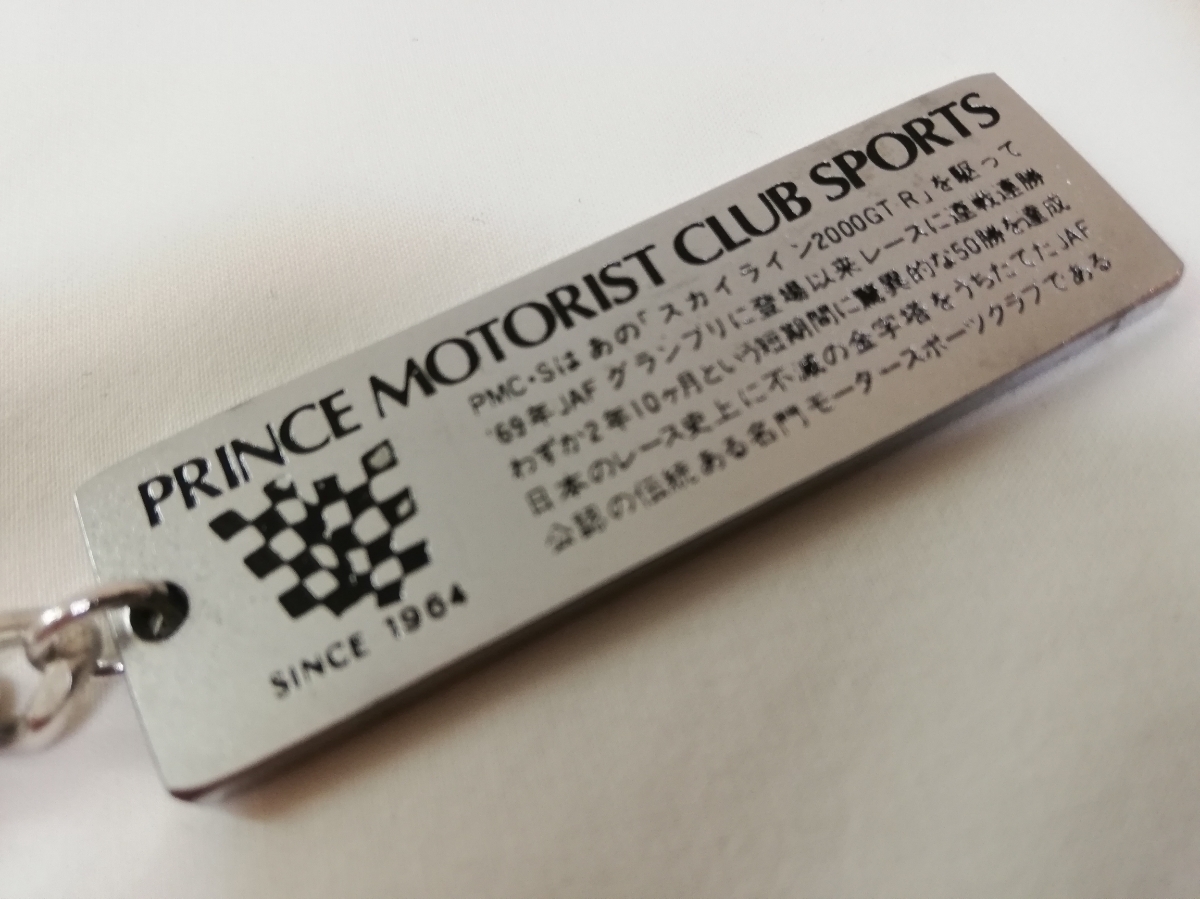 PRINCE MOTORIST CLUB SPORTS
PMC・Sは あの「スカイライン2000GT R」を駆って
'69年JAFグランプリに登場以来レースに連戦連勝
わずか2年10ヶ月という短期間に驚異的な50勝を達成
日本のレース史上に不滅の金字塔をうちたてたJAF
公認の伝統ある名門モータースポーツクラブである
SINCE 1964